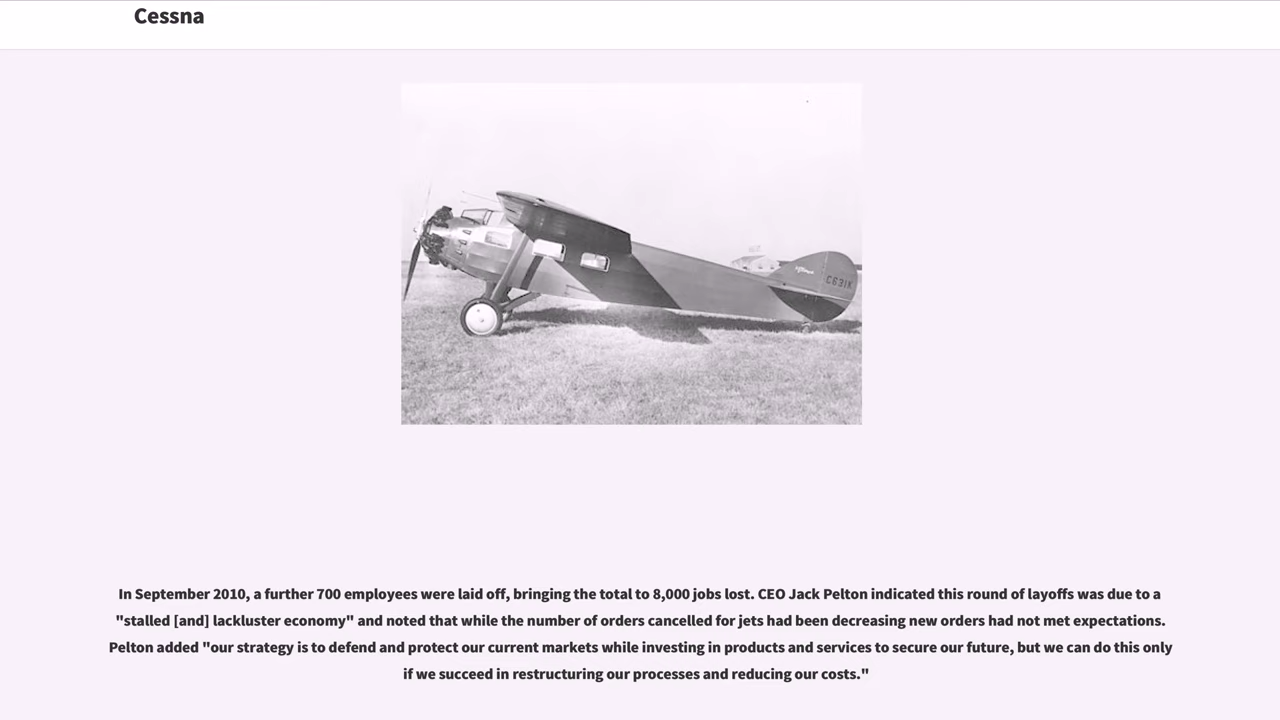 Cessna
C631K
In September 2010, a further 700 employees were laid off, bringing the total to 8,000 jobs lost. CEO Jack Pelton indicated this round of layoffs was due to a
"stalled [and] lackluster economy" and noted that while the number of orders cancelled for jets had been decreasing new orders had not met expectations.
Pelton added "our strategy is to defend and protect our current markets while investing in products and services to secure our future, but we can do this only
if we succeed in restructuring our processes and reducing our costs."